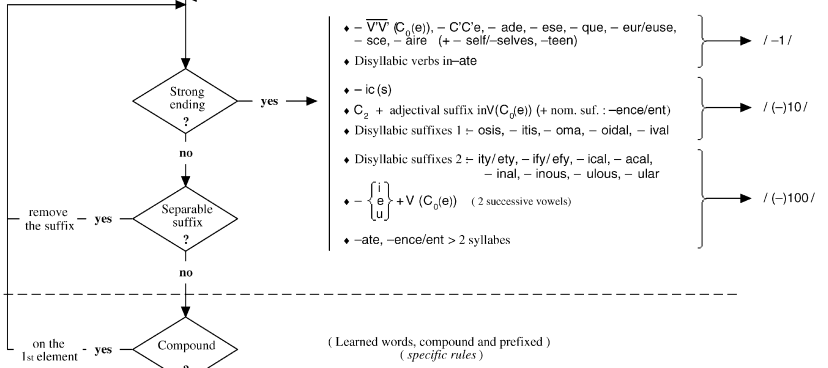 ♦ – V'V' (C0(e)), – C'C'e, – ade, – ese, – que, – eur/euse,
– sce, – aire (+ – self/–selves, –teen)
/ –1 /
♦ Disyllabic verbs in –ate
Strong
ending
?
yes
♦ – ic (s)
♦ C2 + adjectival suffix in V(C0(e)) (+ nom. suf. : –ence/ent)
/ (–)10 /
♦ Disyllabic suffixes 1 :– osis, – itis, – oma, – oidal, – ival
no
♦ Disyllabic suffixes 2 :– ity/ety, – ify/efy, – ical, – acal,
– inal, – inous, – ulous, – ular
remove
the suffix
yes
Separable
suffix
?
♦ – { i
e
u } + V (C0(e)) ( 2 successive vowels)
/ (–)100 /
♦ –ate, –ence/ent > 2 syllabes
no
on the
1st element
yes
Compound
?
( Learned words, compound and prefixed )
( specific rules )